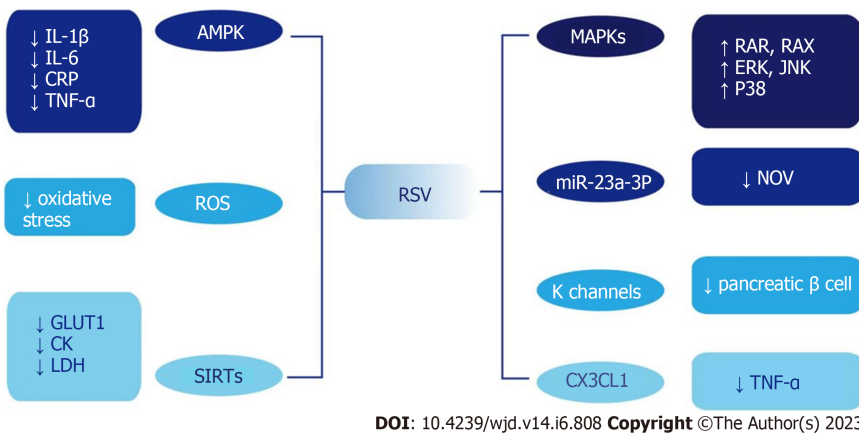 ↓ IL-1β
↓ IL-6
↓ CRP
↓ TNF-α
AMPK
↓ oxidative
stress
ROS
↓ GLUT1
↓ CK
↓ LDH
SIRTs
RSV
MAPKs
↑ RAR, RAX
↑ ERK, JNK
↑ P38
miR-23a-3P
↓ NOV
K channels
↓ pancreatic β cell
CX3CL1
↓ TNF-α
DOI: 10.4239/wjd.v14.i6.808 Copyright ©The Author(s) 2023